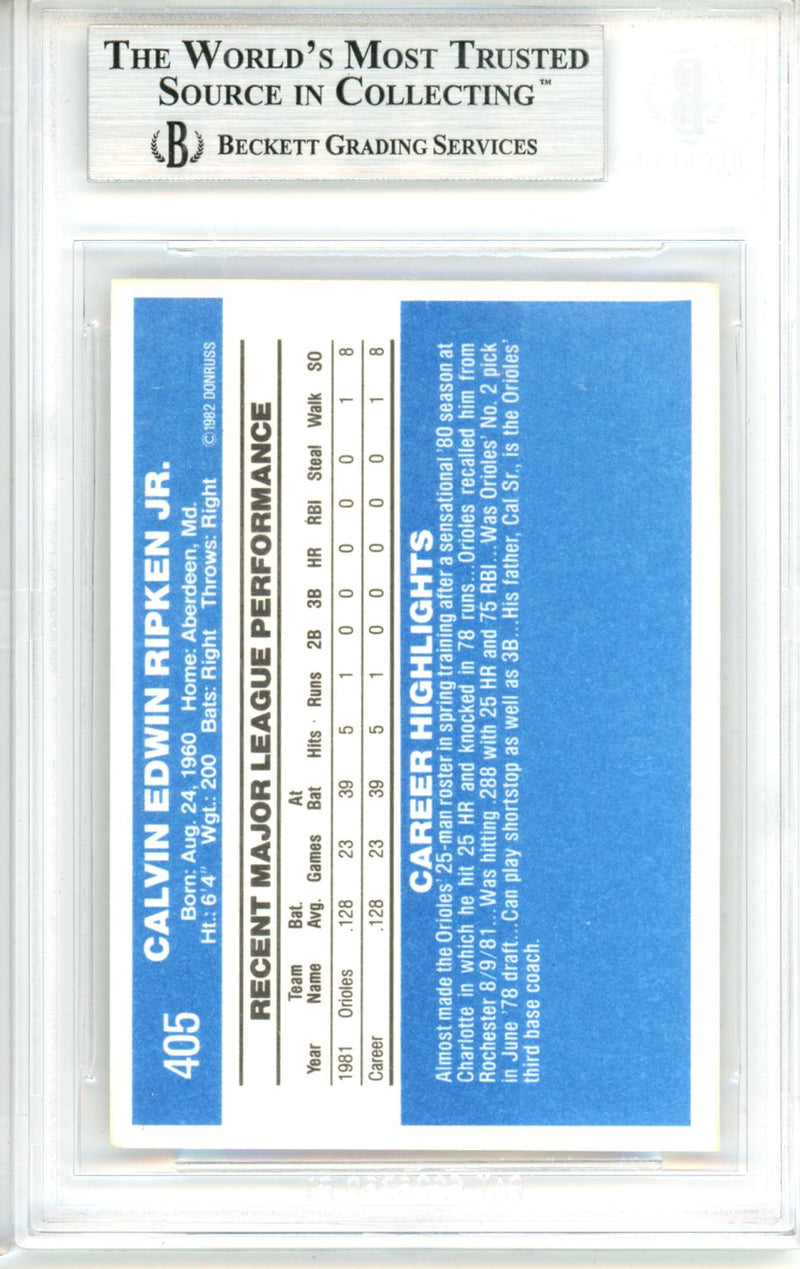 THE WORLD'S MOST TRUSTED
SOURCE IN COLLECTING™
B BECKETT GRADING SERVICES
405 CALVIN EDWIN RIPKEN JR.
Born: Aug. 24, 1960 Home: Aberdeen, Md.
Ht.: 6'4" Wgt.: 200 Bats: Right Throws: Right ©1982 DONRUSS
RECENT MAJOR LEAGUE PERFORMANCE
Year Team Name Bat. Avg. Games At Bat Hits Runs 2B 3B HR RBI Steal Walk SO
1981 Orioles .128 23 39 5 1 0 0 0 0 0 1 8
Career .128 23 39 5 1 0 0 0 0 0 1 8
CAREER HIGHLIGHTS
Almost made the Orioles' 25-man roster in spring training after a sensational '80 season at
Charlotte in which he hit 25 HR and knocked in 78 runs...Orioles recalled him from
Rochester 8/9/81...Was hitting .288 with 25 HR and 75 RBI...Was Orioles' No. 2 pick
in June '78 draft...Can play shortstop as well as 3B...His father, Cal Sr., is the Orioles'
third base coach.